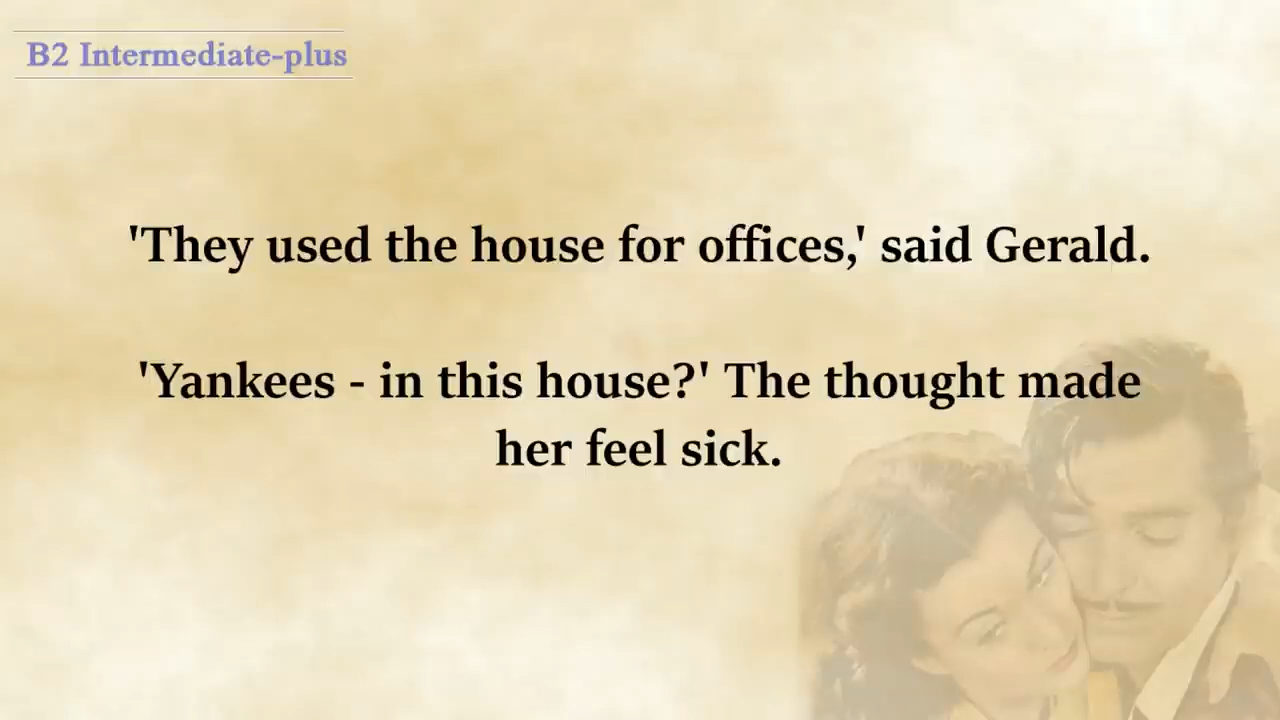 B2 Intermediate-plus
'They used the house for offices,' said Gerald.
'Yankees - in this house?' The thought made
her feel sick.